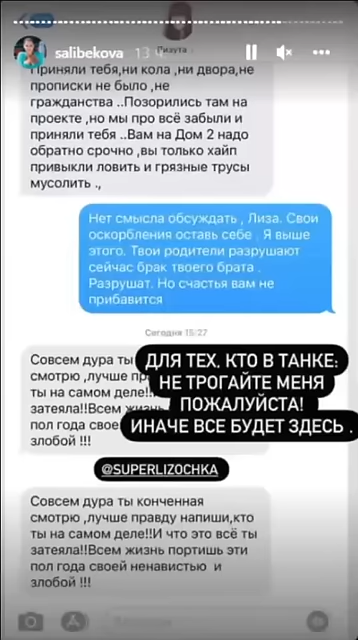 salibekova 13 ч.
Лизута
Приняли тебя,ни кола ,ни двора,не
прописки не было ,не
гражданства ..Позорились там на
проекте ,но мы про всё забыли и
приняли тебя ..Вам на Дом 2 надо
обратно срочно ,вы только хайп
привыкли ловить и грязные трусы
мусолить .,
Нет смысла обсуждать , Лиза. Свои
оскорбления оставь себе . Я выше
этого. Твои родители разрушают
сейчас брак твоего брата .
Разрушат. Но счастья вам не
прибавится
Сегодня 15:27
Совсем дура ты
смотрю ,лучше пр
ты на самом деле!!
затеяла!!Всем жизнь
пол года свое
злобой !!!
ДЛЯ ТЕХ, КТО В ТАНКЕ:
НЕ ТРОГАЙТЕ МЕНЯ
ПОЖАЛУЙСТА!
ИНАЧЕ ВСЕ БУДЕТ ЗДЕСЬ .
@SUPERLIZOCHKA
Совсем дура ты конченная
смотрю ,лучше правду напиши,кто
ты на самом деле!!И что это всё ты
затеяла!!Всем жизнь портишь эти
пол года своей ненавистью и
злобой !!!